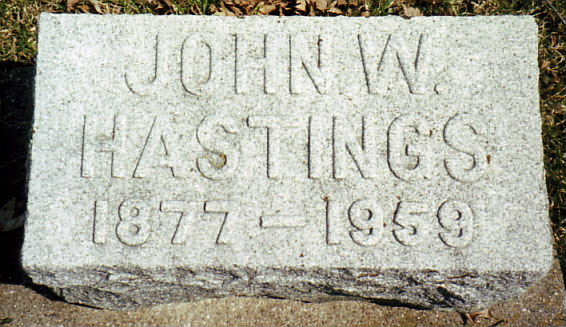 JOHN W.
HASTINGS
1877 – 1959